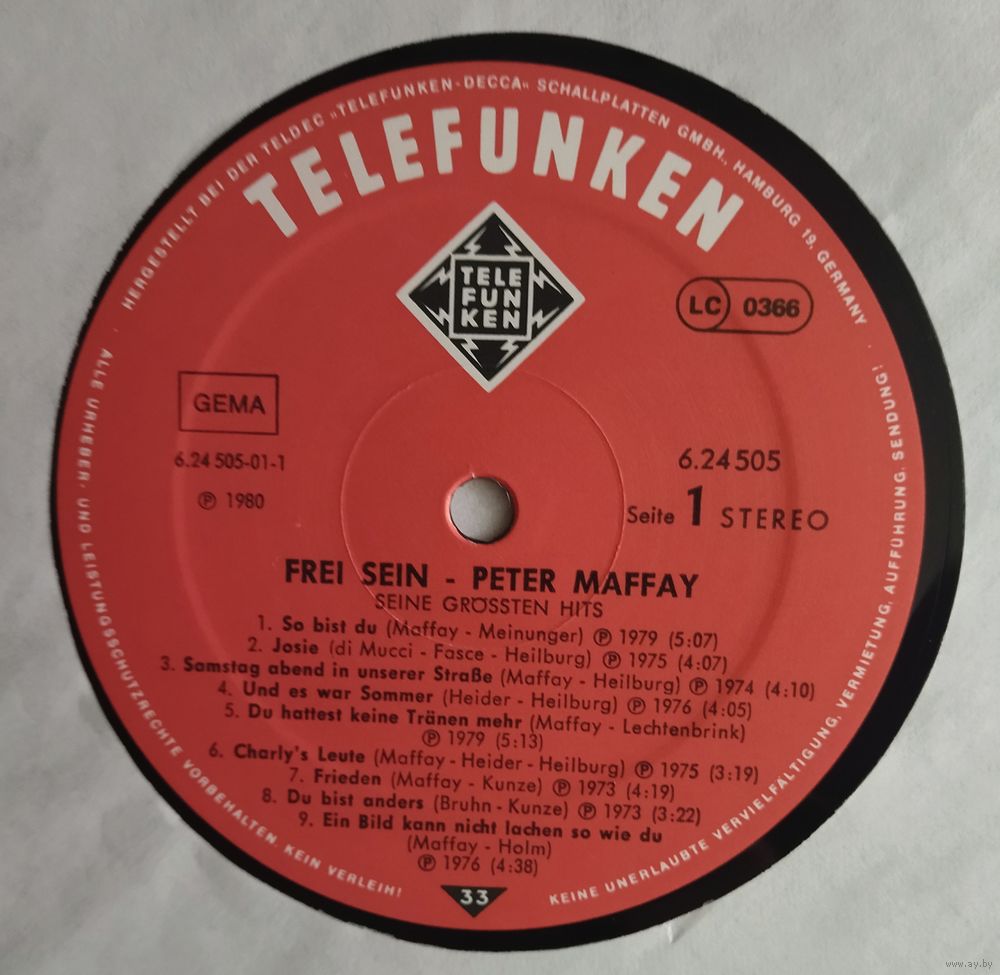 HERGESTELLT BEI DER TELDEC »TELEFUNKEN-DECCA« SCHALLPLATTEN GMBH., HAMBURG 19, GERMANY
TELEFUNKEN
TELE
FUN
KEN
LC 0366
GEMA
6.24 505-01-1
℗ 1980
6.24505
Seite 1 STEREO
FREI SEIN - PETER MAFFAY
SEINE GRÖSSTEN HITS
1. So bist du (Maffay - Meinunger) ℗ 1979 (5:07)
2. Josie (di Mucci - Fasce - Heilburg) ℗ 1975 (4:07)
3. Samstag abend in unserer Straße (Maffay - Heilburg) ℗ 1974 (4:10)
4. Und es war Sommer (Heider - Heilburg) ℗ 1976 (4:05)
5. Du hattest keine Tränen mehr (Maffay - Lechtenbrink)
℗ 1979 (5:13)
6. Charly's Leute (Maffay - Heider - Heilburg) ℗ 1975 (3:19)
7. Frieden (Maffay - Kunze) ℗ 1973 (4:19)
8. Du bist anders (Bruhn - Kunze) ℗ 1973 (3:22)
9. Ein Bild kann nicht lachen so wie du
(Maffay - Holm)
℗ 1976 (4:38)
33
ALLE URHEBER- UND LEISTUNGSSCHUTZRECHTE VORBEHALTEN. KEIN VERLEIH!
KEINE UNERLAUBTE VERVIELFÄLTIGUNG, VERMIETUNG, AUFFÜHRUNG, SENDUNG!
www.ay.by